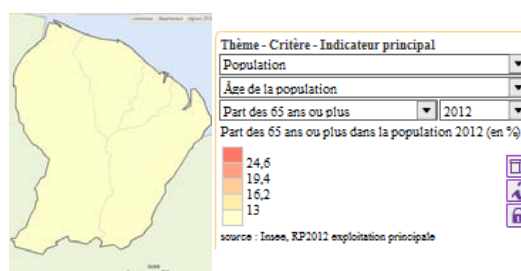 Thème - Critère - Indicateur principal
Population
Âge de la population
Part des 65 ans ou plus 2012
Part des 65 ans ou plus dans la population 2012 (en %)
24,6
19,4
16,2
13
source : Insee, RP2012 exploitation principale